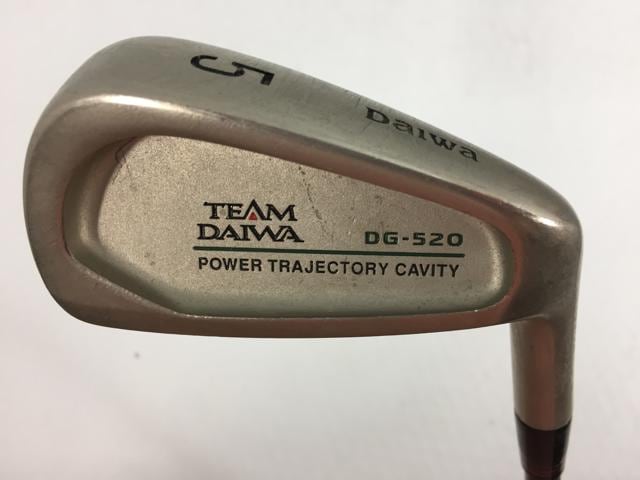 5
Daiwa
TEAM
DAIWA
DG-520
POWER TRAJECTORY CAVITY